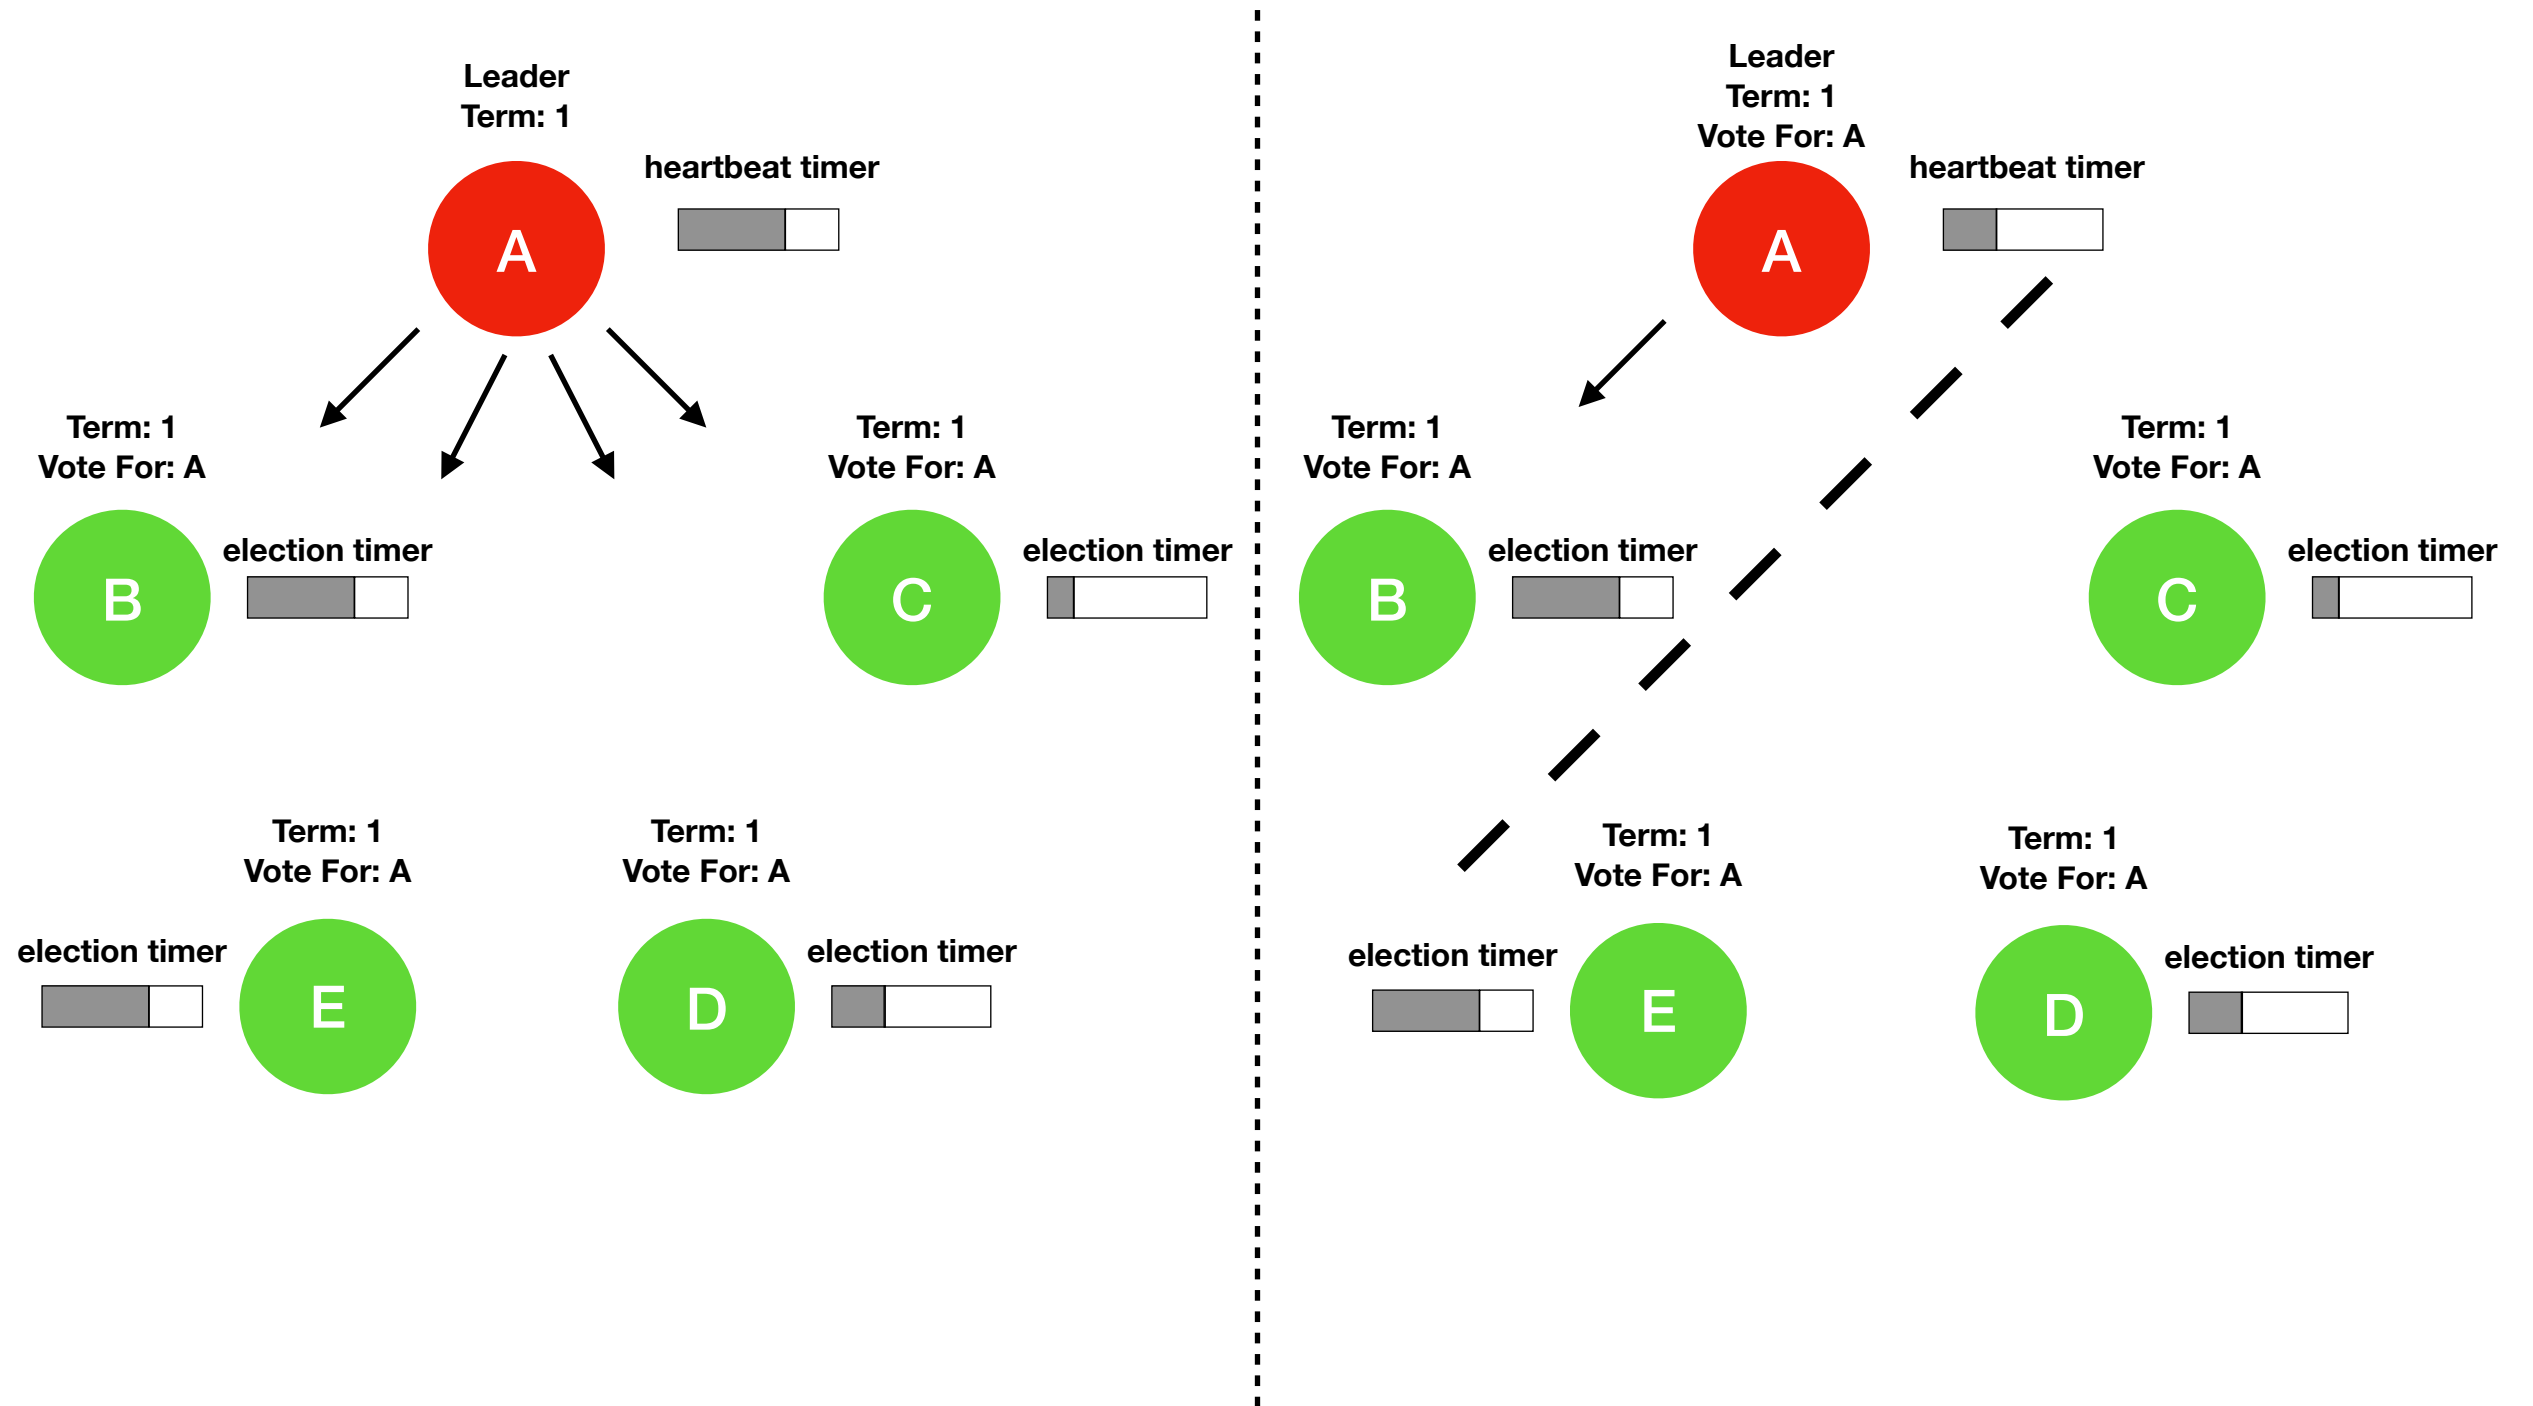 Leader
Term: 1
A
heartbeat timer
Term: 1
Vote For: A
B
election timer
Term: 1
Vote For: A
C
election timer
Term: 1
Vote For: A
election timer
E
Term: 1
Vote For: A
D
election timer
Leader
Term: 1
Vote For: A
A
heartbeat timer
Term: 1
Vote For: A
B
election timer
Term: 1
Vote For: A
C
election timer
Term: 1
Vote For: A
election timer
E
Term: 1
Vote For: A
D
election timer